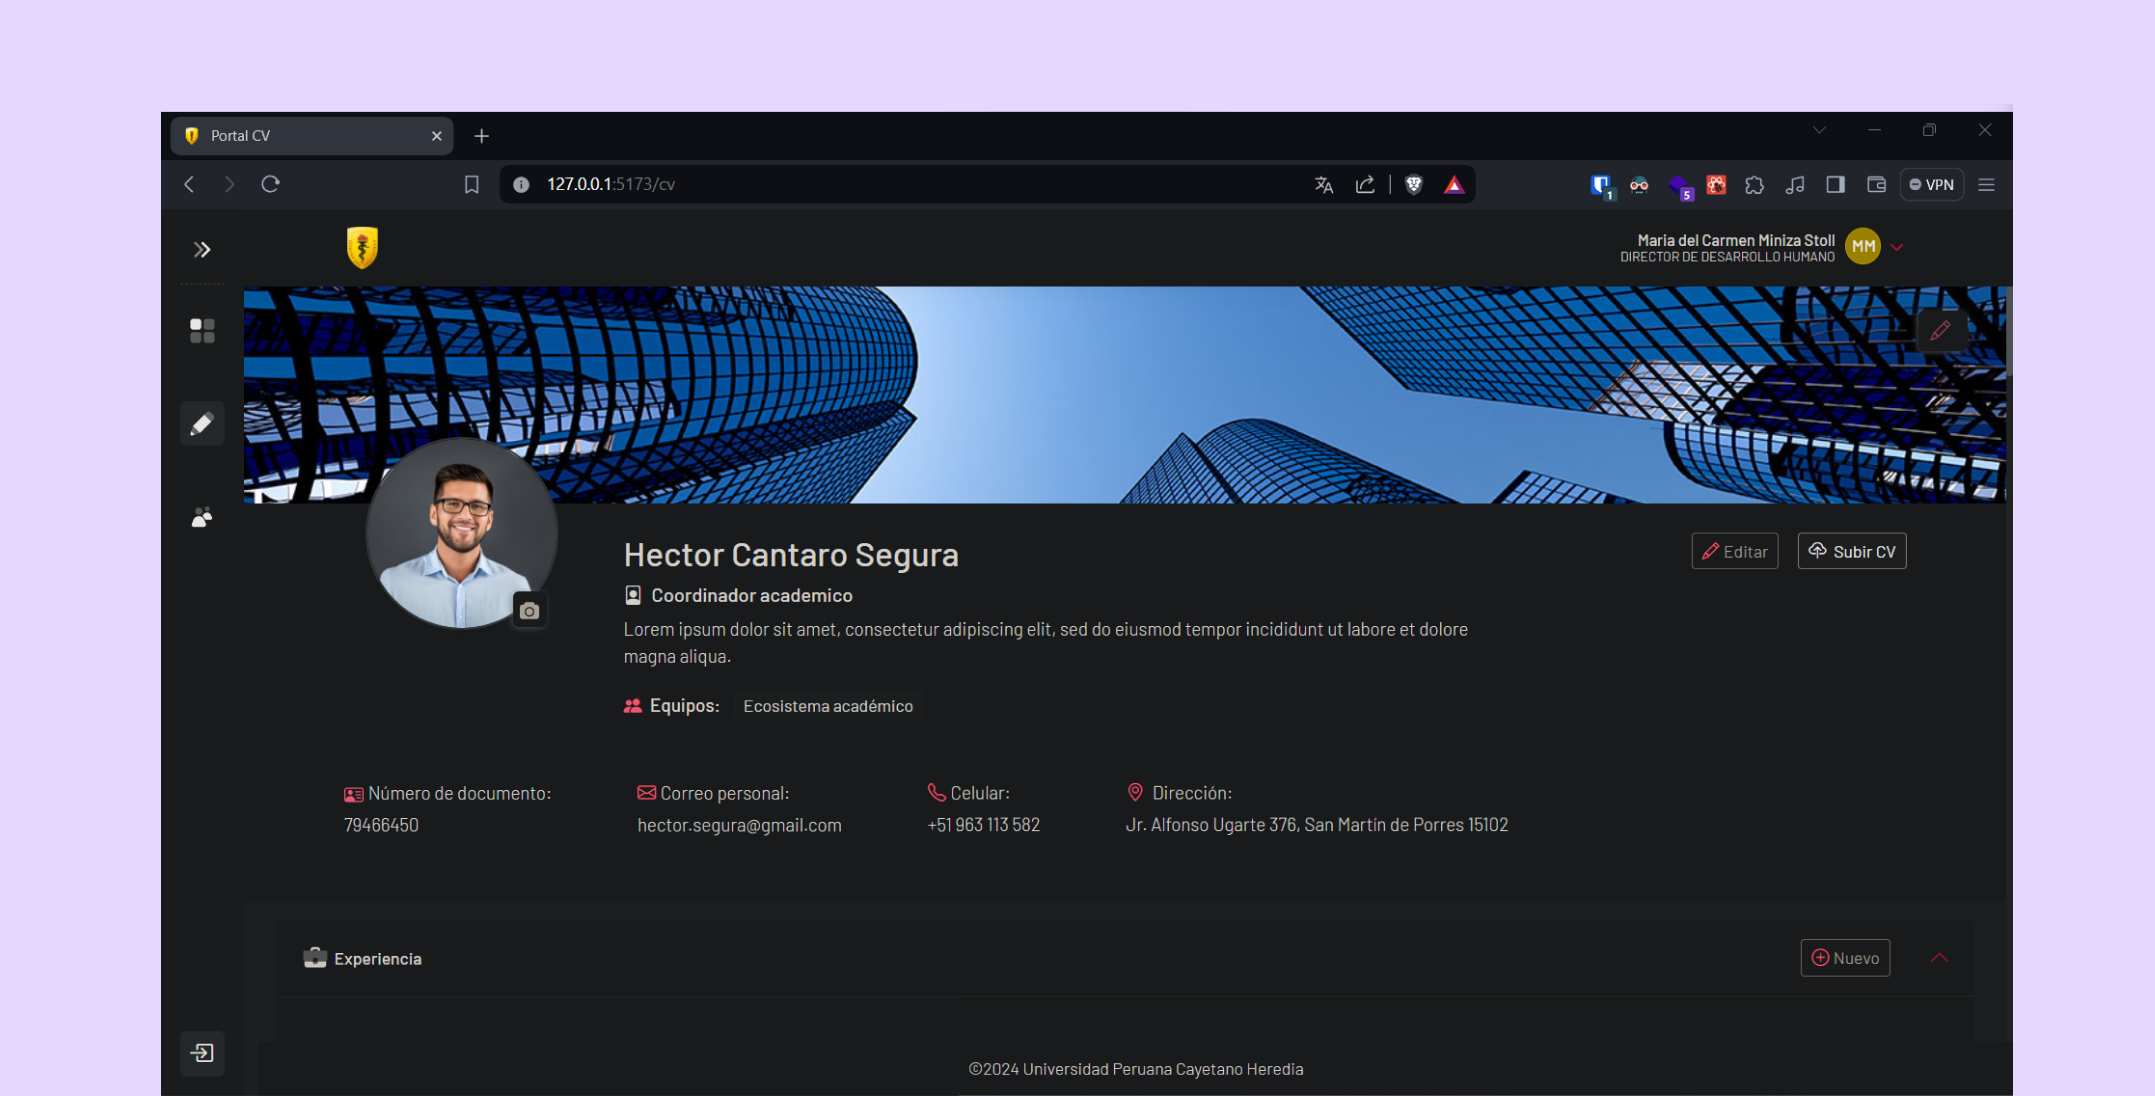 Portal CV
127.0.0.1:5173/cv
1
5
VPN
Maria del Carmen Miniza Stoll
DIRECTOR DE DESARROLLO HUMANO
MM
Hector Cantaro Segura
Editar
Subir CV
Coordinador academico
Lorem ipsum dolor sit amet, consectetur adipiscing elit, sed do eiusmod tempor incididunt ut labore et dolore
magna aliqua.
Equipos: Ecosistema académico
Número de documento:
79466450
Correo personal:
hector.segura@gmail.com
Celular:
+51 963 113 582
Dirección:
Jr. Alfonso Ugarte 376, San Martín de Porres 15102
Experiencia
Nuevo
©2024 Universidad Peruana Cayetano Heredia